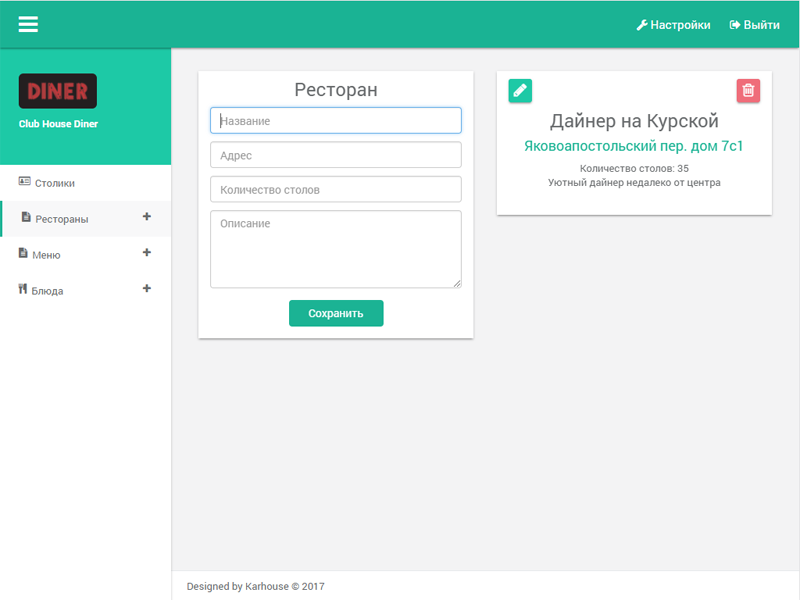 Настройки
Выйти
DINER
Club House Diner
Столики
Рестораны
Меню
Блюда
Ресторан
Название
Адрес
Количество столов
Описание
Сохранить
Дайнер на Курской
Яковоапостольский пер. дом 7с1
Количество столов: 35
Уютный дайнер недалеко от центра
Designed by Karhouse © 2017